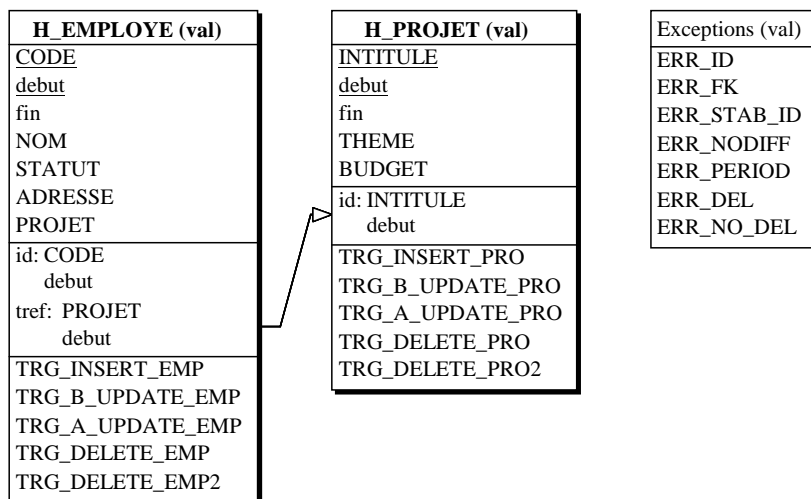 H_EMPLOYE (val)
CODE
debut
fin
NOM
STATUT
ADRESSE
PROJET
id: CODE
debut
tref: PROJET
debut
TRG_INSERT_EMP
TRG_B_UPDATE_EMP
TRG_A_UPDATE_EMP
TRG_DELETE_EMP
TRG_DELETE_EMP2
H_PROJET (val)
INTITULE
debut
fin
THEME
BUDGET
id: INTITULE
debut
TRG_INSERT_PRO
TRG_B_UPDATE_PRO
TRG_A_UPDATE_PRO
TRG_DELETE_PRO
TRG_DELETE_PRO2
Exceptions (val)
ERR_ID
ERR_FK
ERR_STAB_ID
ERR_NODIFF
ERR_PERIOD
ERR_DEL
ERR_NO_DEL